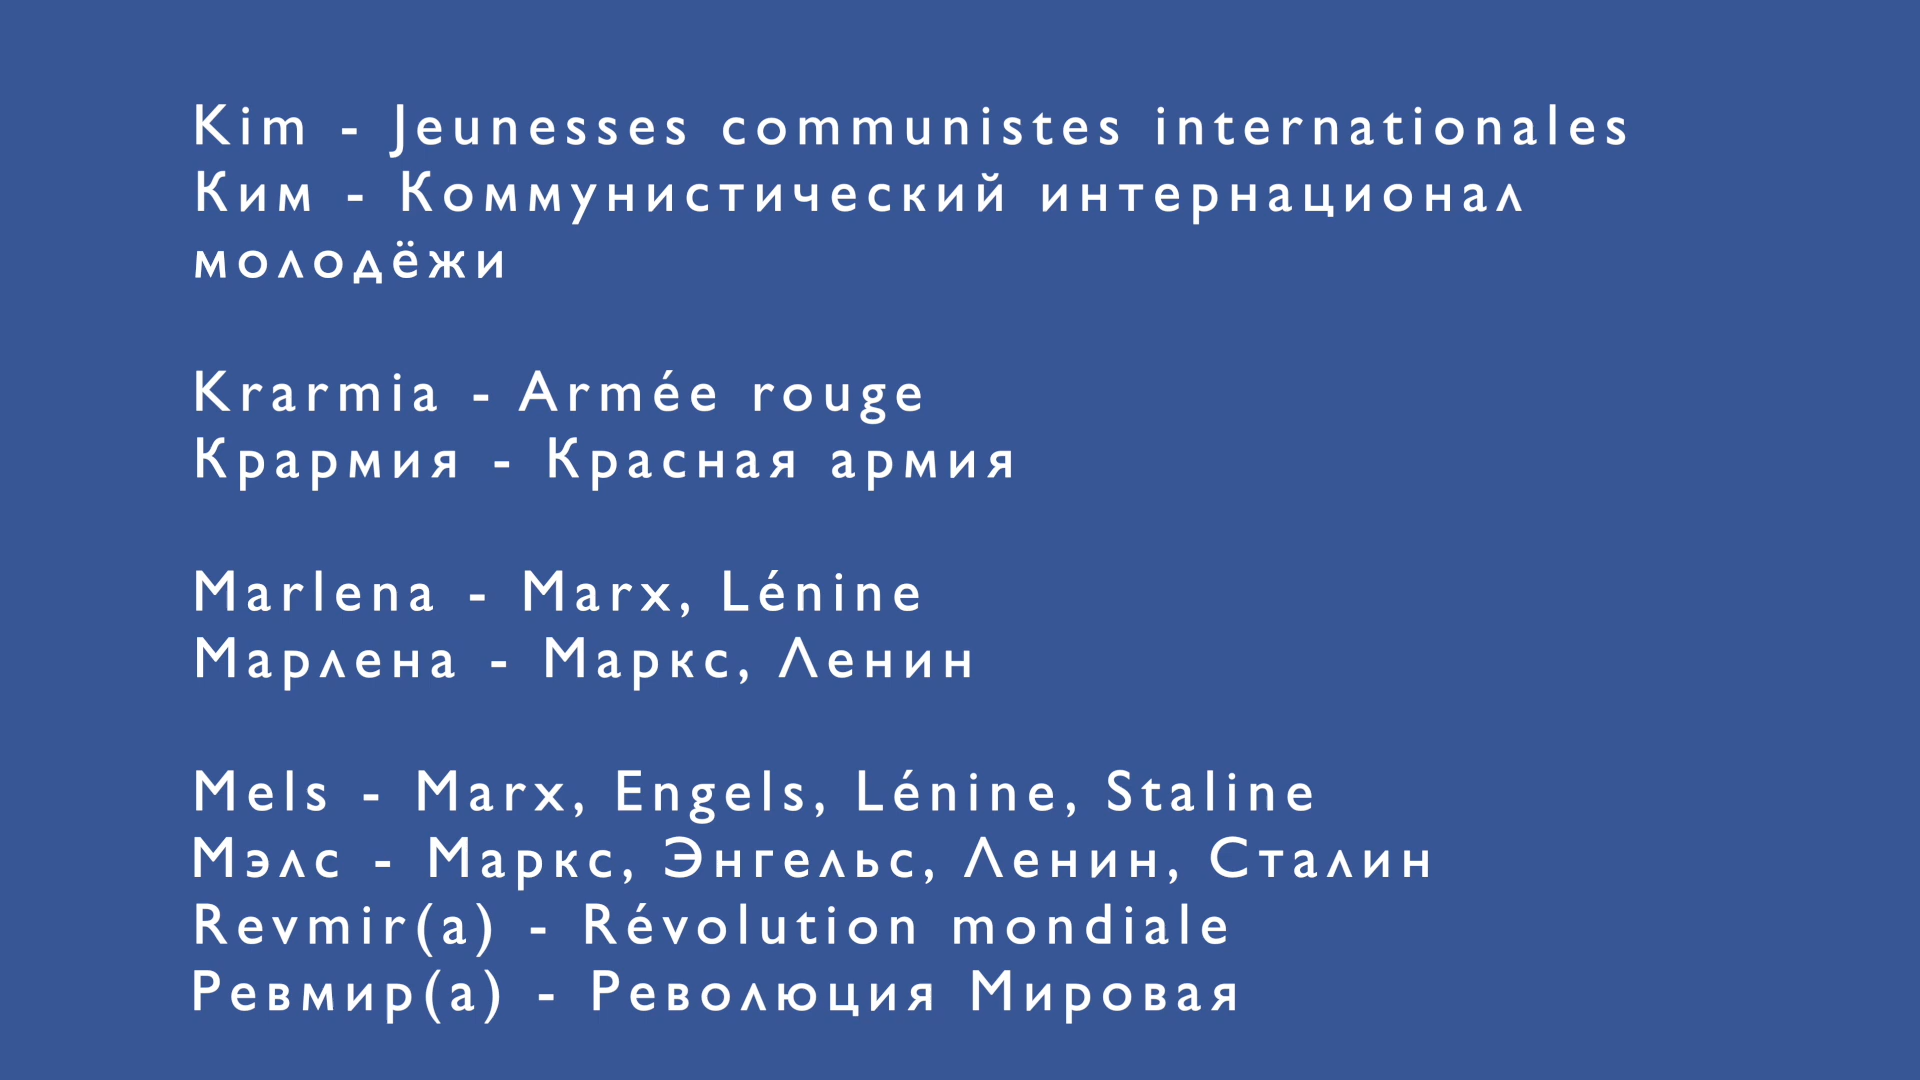 Kim - Jeunesses communistes internationales
Ким - Коммунистический интернационал
молодёжи
Krarmia - Armée rouge
Крармия - Красная армия
Marlena - Marx, Lénine
Марлена - Маркс, Ленин
Mels - Marx, Engels, Lénine, Staline
Мэлс - Маркс, Энгельс, Ленин, Сталин
Revmir(a) - Révolution mondiale
Ревмир(а) - Революция Мировая